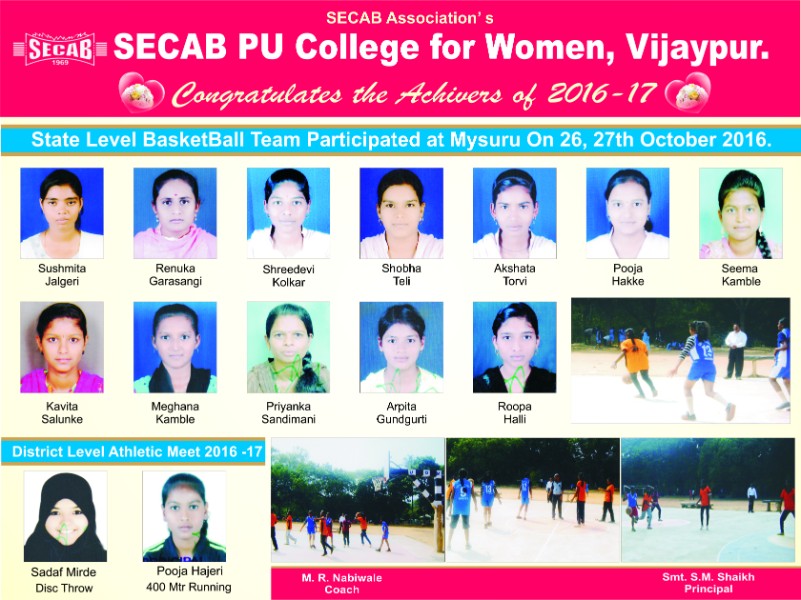 SECAB Association's
SECAB
1969
SECAB PU College for Women, Vijaypur.
Congratulates the Achivers of 2016-17
State Level BasketBall Team Participated at Mysuru On 26, 27th October 2016.
Sushmita
Jalgeri
Renuka
Garasangi
Shreedevi
Kolkar
Shobha
Teli
Akshata
Torvi
Pooja
Hakke
Seema
Kamble
Kavita
Salunke
Meghana
Kamble
Priyanka
Sandimani
Arpita
Gundgurti
Roopa
Halli
District Level Athletic Meet 2016 -17
Sadaf Mirde
Disc Throw
Pooja Hajeri
400 Mtr Running
M. R. Nabiwale
Coach
Smt. S.M. Shaikh
Principal